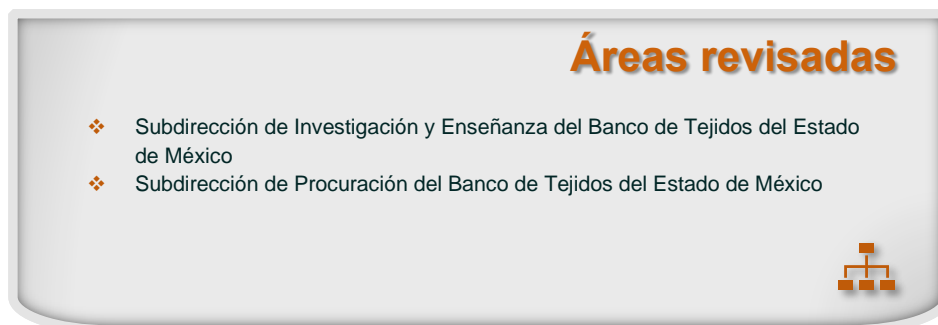 Áreas revisadas
❖ Subdirección de Investigación y Enseñanza del Banco de Tejidos del Estado
de México
❖ Subdirección de Procuración del Banco de Tejidos del Estado de México